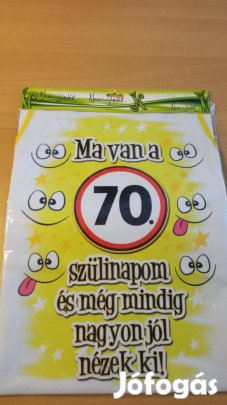 Ma van a
70.
szülinapom
és még mindig
nagyon jól
nézek ki!
Jófogás